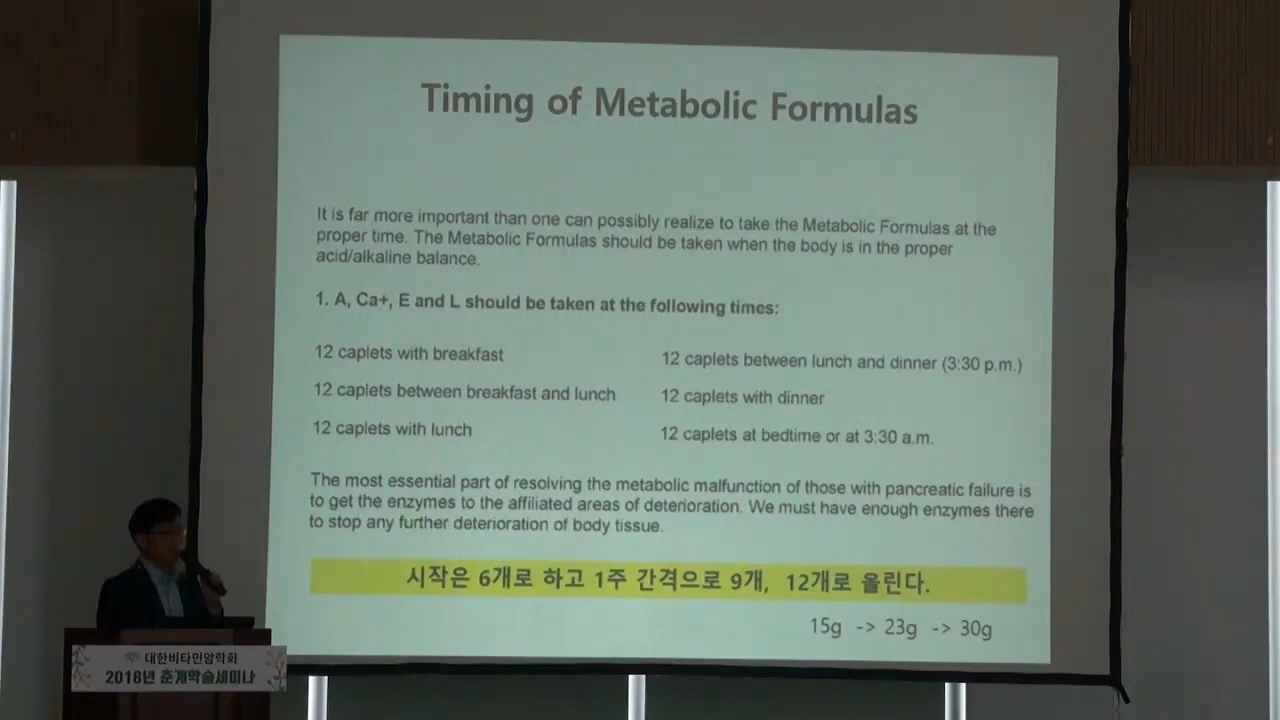 Timing of Metabolic Formulas
It is far more important than one can possibly realize to take the Metabolic Formulas at the
proper time. The Metabolic Formulas should be taken when the body is in the proper
acid/alkaline balance.
1. A, Ca+, E and L should be taken at the following times:
12 caplets with breakfast
12 caplets between breakfast and lunch
12 caplets with lunch
12 caplets between lunch and dinner (3:30 p.m.)
12 caplets with dinner
12 caplets at bedtime or at 3:30 a.m.
The most essential part of resolving the metabolic malfunction of those with pancreatic failure is
to get the enzymes to the affiliated areas of deterioration. We must have enough enzymes there
to stop any further deterioration of body tissue.
시작은 6개로 하고 1주 간격으로 9개, 12개로 올린다.
15g -> 23g -> 30g
대한비타민암학회
2018년 춘계학술세미나